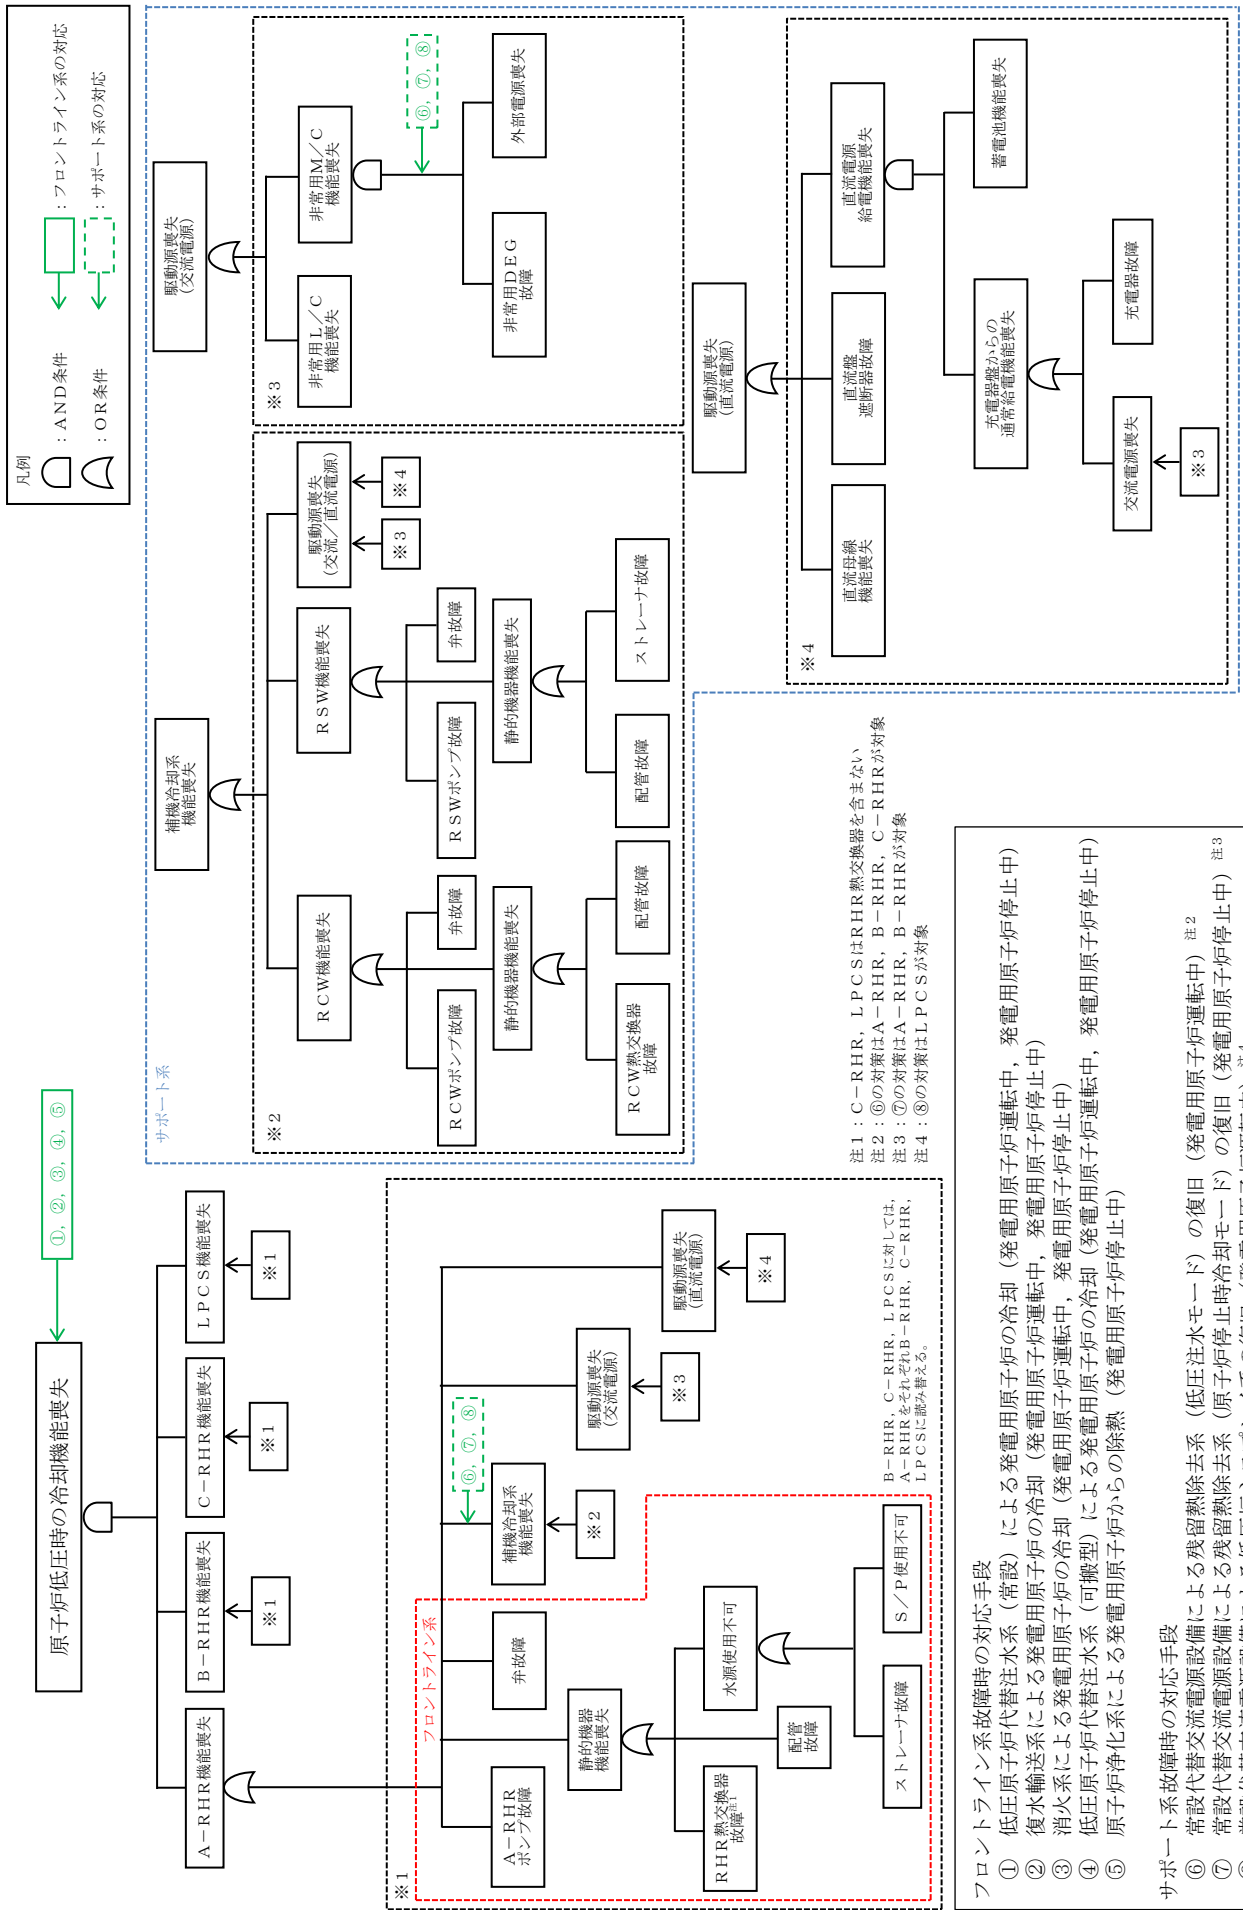 凡例
：AND条件
：OR条件
：フロントライン系の対応
：サポート系の対応
原子炉低圧時の冷却機能喪失
①，②，③，④，⑤
A－RHR機能喪失
B－RHR機能喪失
※1
C－RHR機能喪失
※1
LPCS機能喪失
※1
※1
フロントライン系
A－RHR
ポンプ故障
弁故障
静的機器
機能喪失
RHR熱交換器
故障注1
配管
故障
水源使用不可
ストレーナ故障
S／P使用不可
⑥，⑦，⑧
補機冷却系
機能喪失
※2
駆動源喪失
（交流電源）
※3
駆動源喪失
（直流電源）
※4
B－RHR，C－RHR，LPCSに対しては，
A－RHRをそれぞれB－RHR，C－RHR，
LPCSに読み替える。
サポート系
補機冷却系
機能喪失
※2
RCW機能喪失
RCWポンプ故障
弁故障
静的機器機能喪失
RCW熱交換器
故障
配管故障
RSW機能喪失
RSWポンプ故障
弁故障
静的機器機能喪失
配管故障
ストレーナ故障
駆動源喪失
（交流／直流電源）
※3
※4
駆動源喪失
（交流電源）
※3
非常用L／C
機能喪失
非常用M／C
機能喪失
⑥，⑦，⑧
非常用DEG
故障
外部電源喪失
駆動源喪失
（直流電源）
※4
直流母線
機能喪失
直流盤
遮断器故障
直流電源
給電機能喪失
充電器盤からの
通常給電機能喪失
蓄電池機能喪失
交流電源喪失
※3
充電器故障
注1：C－RHR，LPCSはRHR熱交換器を含まない
注2：⑥の対策はA－RHR，B－RHR，C－RHRが対象
注3：⑦の対策はA－RHR，B－RHRが対象
注4：⑧の対策はLPCSが対象
フロントライン系故障時の対応手段
① 低圧原子炉代替注水系（常設）による発電用原子炉の冷却（発電用原子炉運転中，発電用原子炉停止中）
② 復水輸送系による発電用原子炉の冷却（発電用原子炉運転中，発電用原子炉停止中）
③ 消火系による発電用原子炉の冷却（発電用原子炉運転中，発電用原子炉停止中）
④ 低圧原子炉代替注水系（可搬型）による発電用原子炉の冷却（発電用原子炉運転中，発電用原子炉停止中）
⑤ 原子炉浄化系による発電用原子炉からの除熱（発電用原子炉停止中）
サポート系故障時の対応手段
⑥ 常設代替交流電源設備による残留熱除去系（低圧注水モード）の復旧（発電用原子炉運転中）注2
⑦ 常設代替交流電源設備による残留熱除去系（原子炉停止時冷却モード）の復旧（発電用原子炉停止中）注3